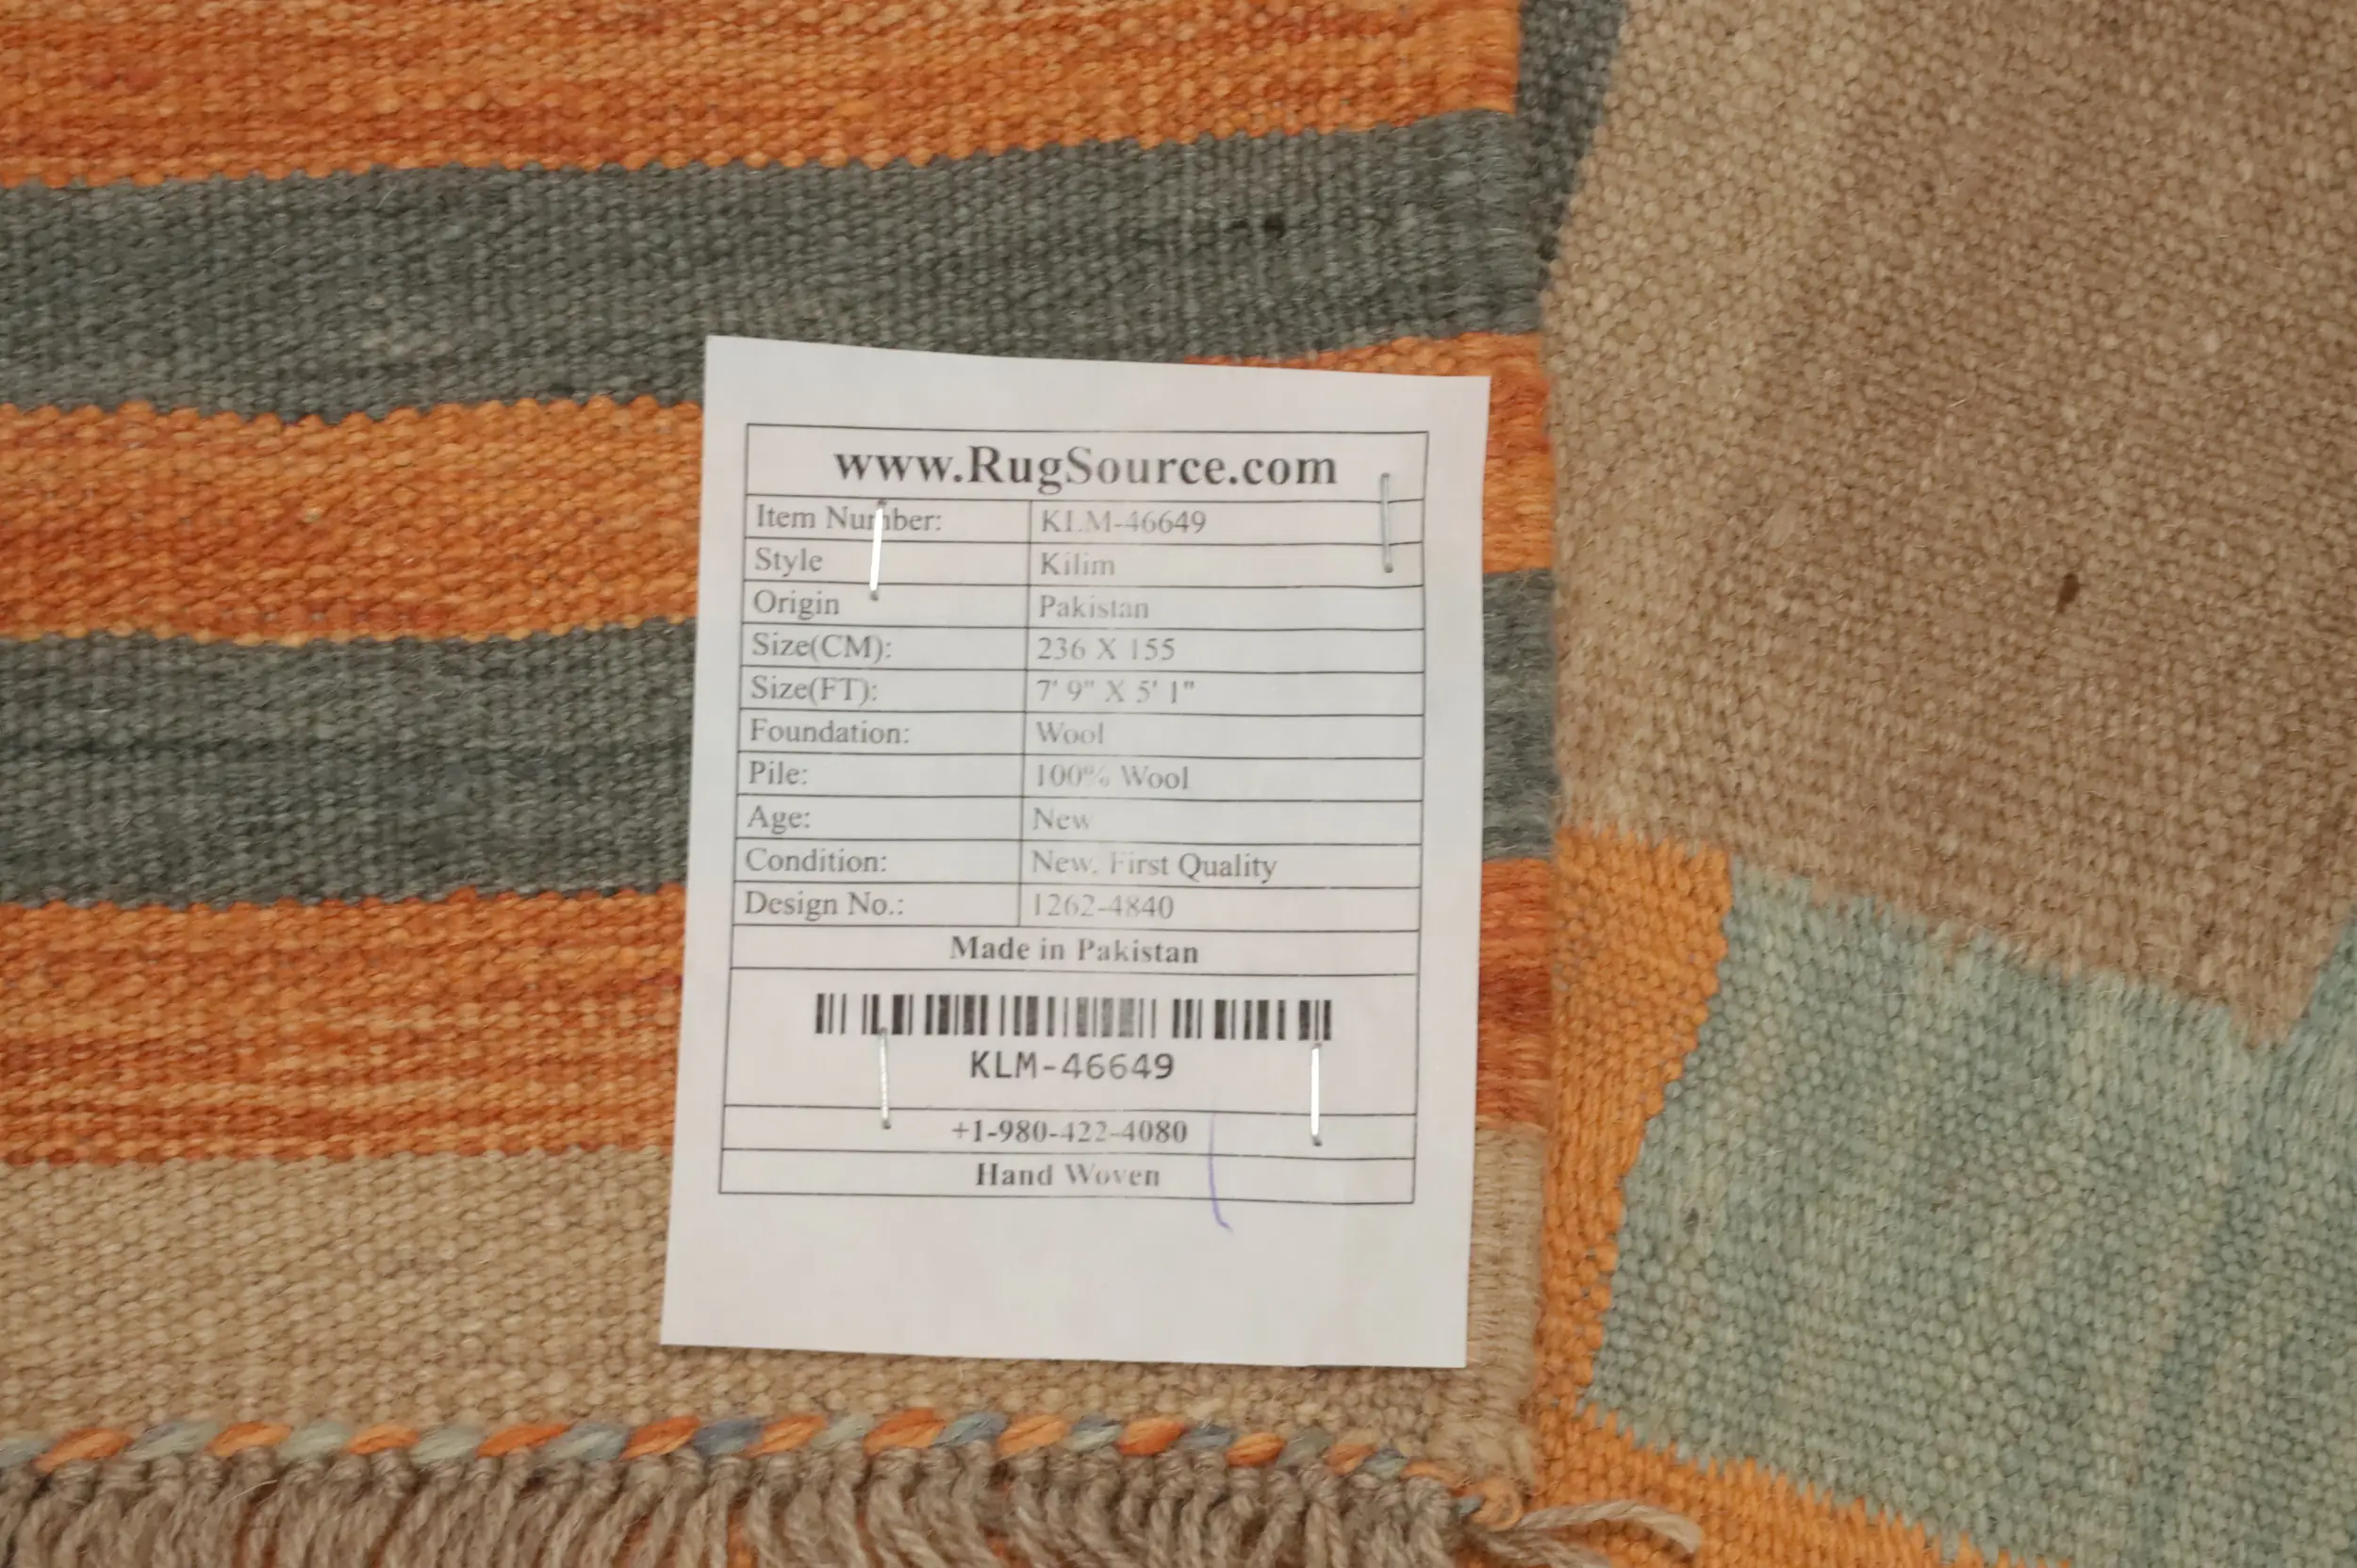 www.RugSource.com
Item Number: KLM-46649
Style Kilim
Origin Pakistan
Size(CM): 236 X 155
Size(FT): 7' 9" X 5' 1"
Foundation: Wool
Pile: 100% Wool
Age: New
Condition: New, First Quality
Design No.: 1262-4840
Made in Pakistan
KLM-46649
+1-980-422-4080
Hand Woven